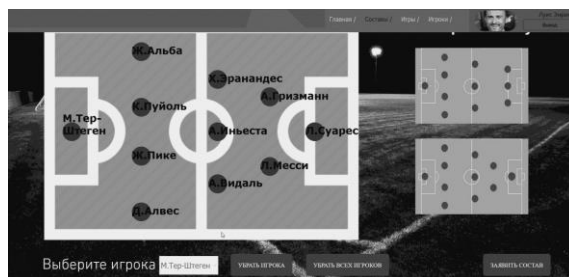 Главная / Составы / Игры / Игроки /
Ж.Альба
Х.Эранандес
А.Гризманн
К.Пуйоль
М.Тер-
Штеген
А.Иньеста
Л.Суарес
Ж.Пике
Л.Месси
А.Видаль
Д.Алвес
Выберите игрока М.Тер-Штеген УБРАТЬ ИГРОКА УБРАТЬ ВСЕХ ИГРОКОВ ЗАЯВИТЬ СОСТАВ